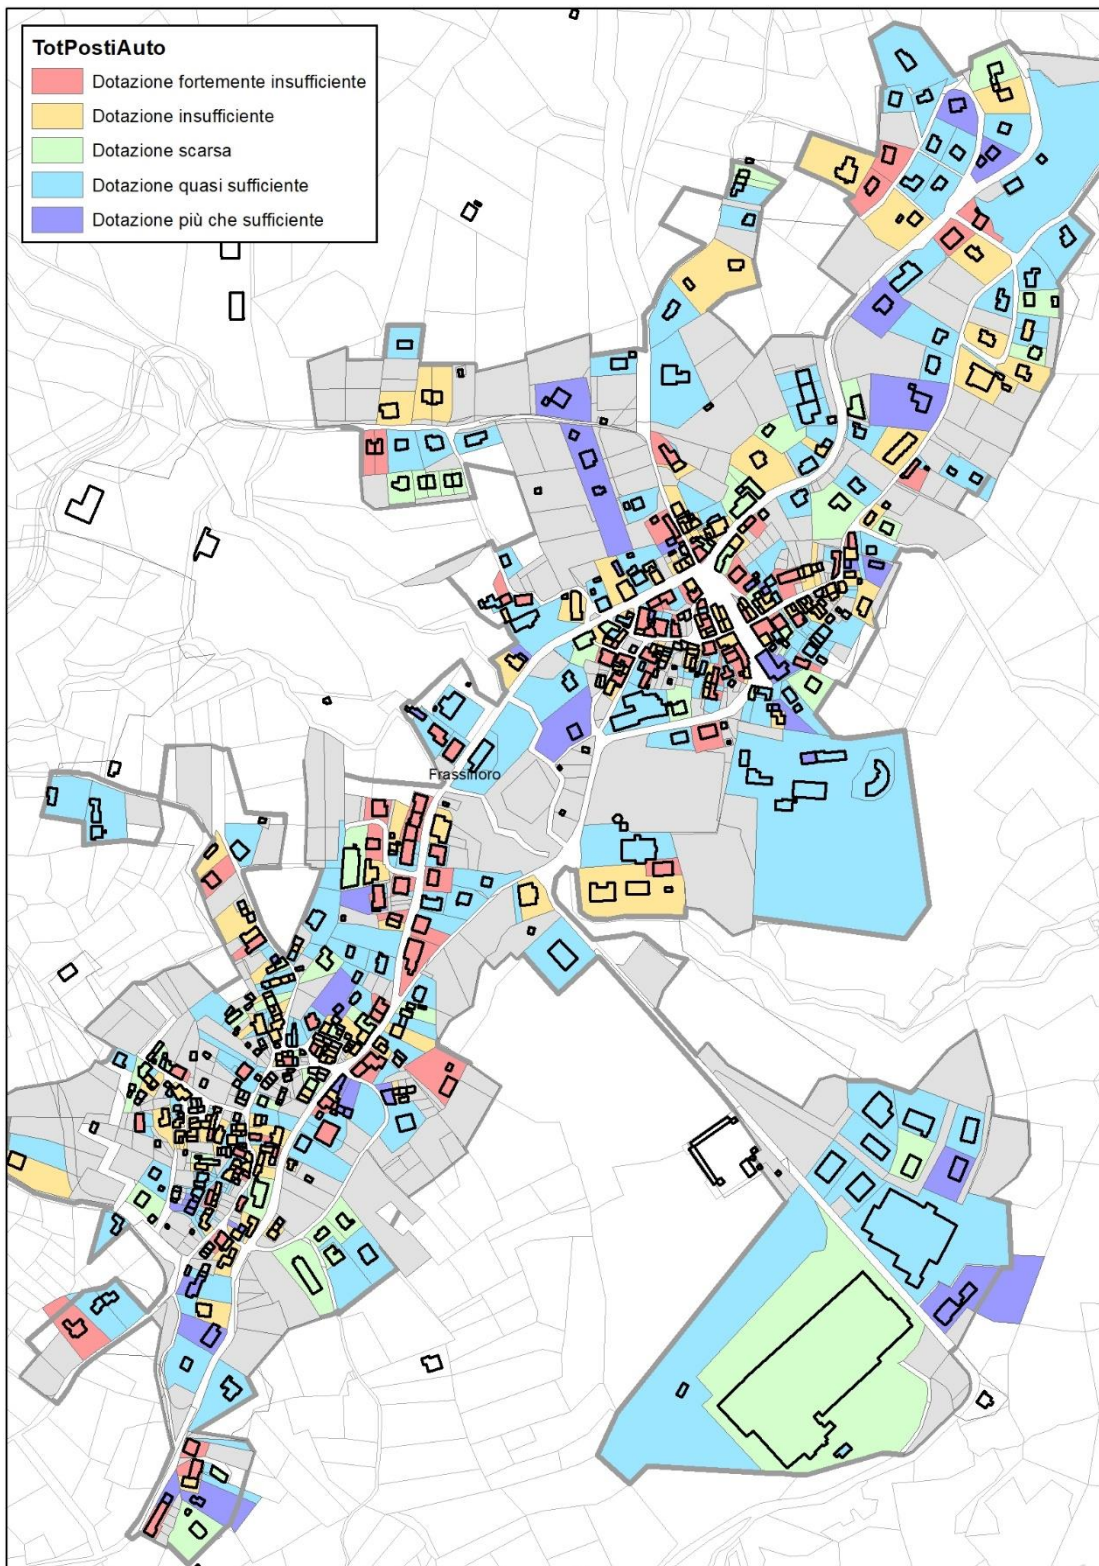 TotPostiAuto
Dotazione fortemente insufficiente
Dotazione insufficiente
Dotazione scarsa
Dotazione quasi sufficiente
Dotazione più che sufficiente
Frassinoro